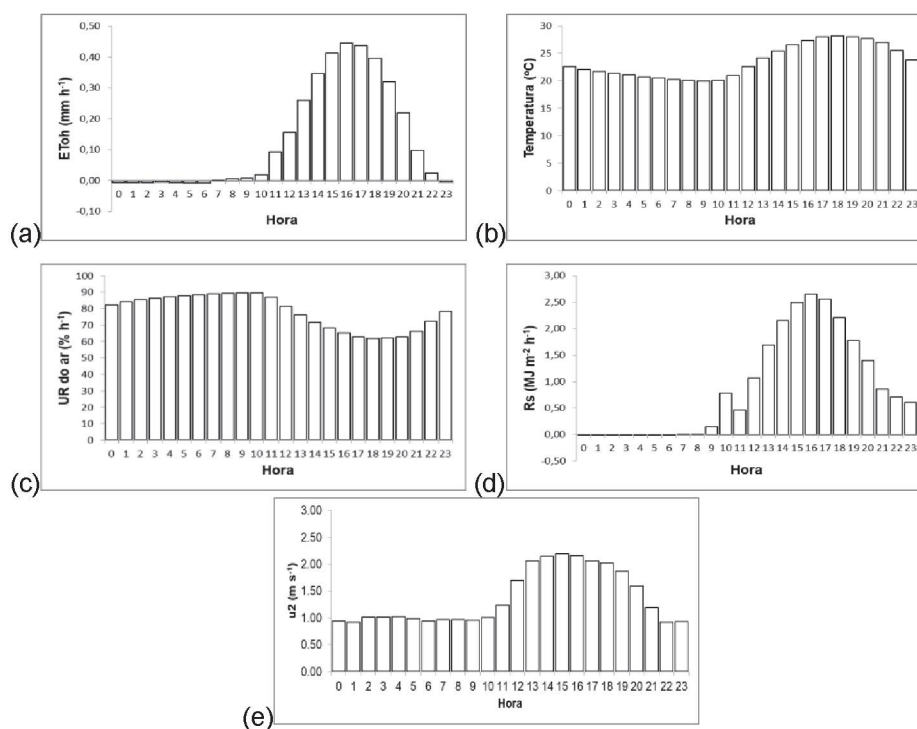 0,50
0,40
0,30
0,20
0,10
0,00
-0,10
EToh (mm h⁻¹)
0 1 2 3 4 5 6 7 8 9 10 11 12 13 14 15 16 17 18 19 20 21 22 23
Hora
(a)
30
25
20
15
10
5
0
Temperatura (ºC)
0 1 2 3 4 5 6 7 8 9 10 11 12 13 14 15 16 17 18 19 20 21 22 23
Hora
(b)
100
90
80
70
60
50
40
30
20
10
0
UR do ar (% h⁻¹)
0 1 2 3 4 5 6 7 8 9 10 11 12 13 14 15 16 17 18 19 20 21 22 23
Hora
(c)
3,00
2,50
2,00
1,50
1,00
0,50
0,00
-0,50
Rs (MJ m⁻² h⁻¹)
0 1 2 3 4 5 6 7 8 9 10 11 12 13 14 15 16 17 18 19 20 21 22 23
Hora
(d)
3.00
2.50
2.00
1.50
1.00
0.50
0.00
u2 (m s⁻¹)
0 1 2 3 4 5 6 7 8 9 10 11 12 13 14 15 16 17 18 19 20 21 22 23
Hora
(e)